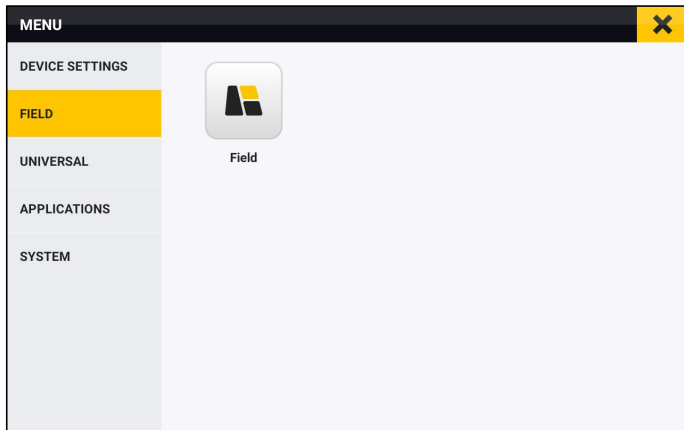 MENU
DEVICE SETTINGS
FIELD
UNIVERSAL
APPLICATIONS
SYSTEM
Field